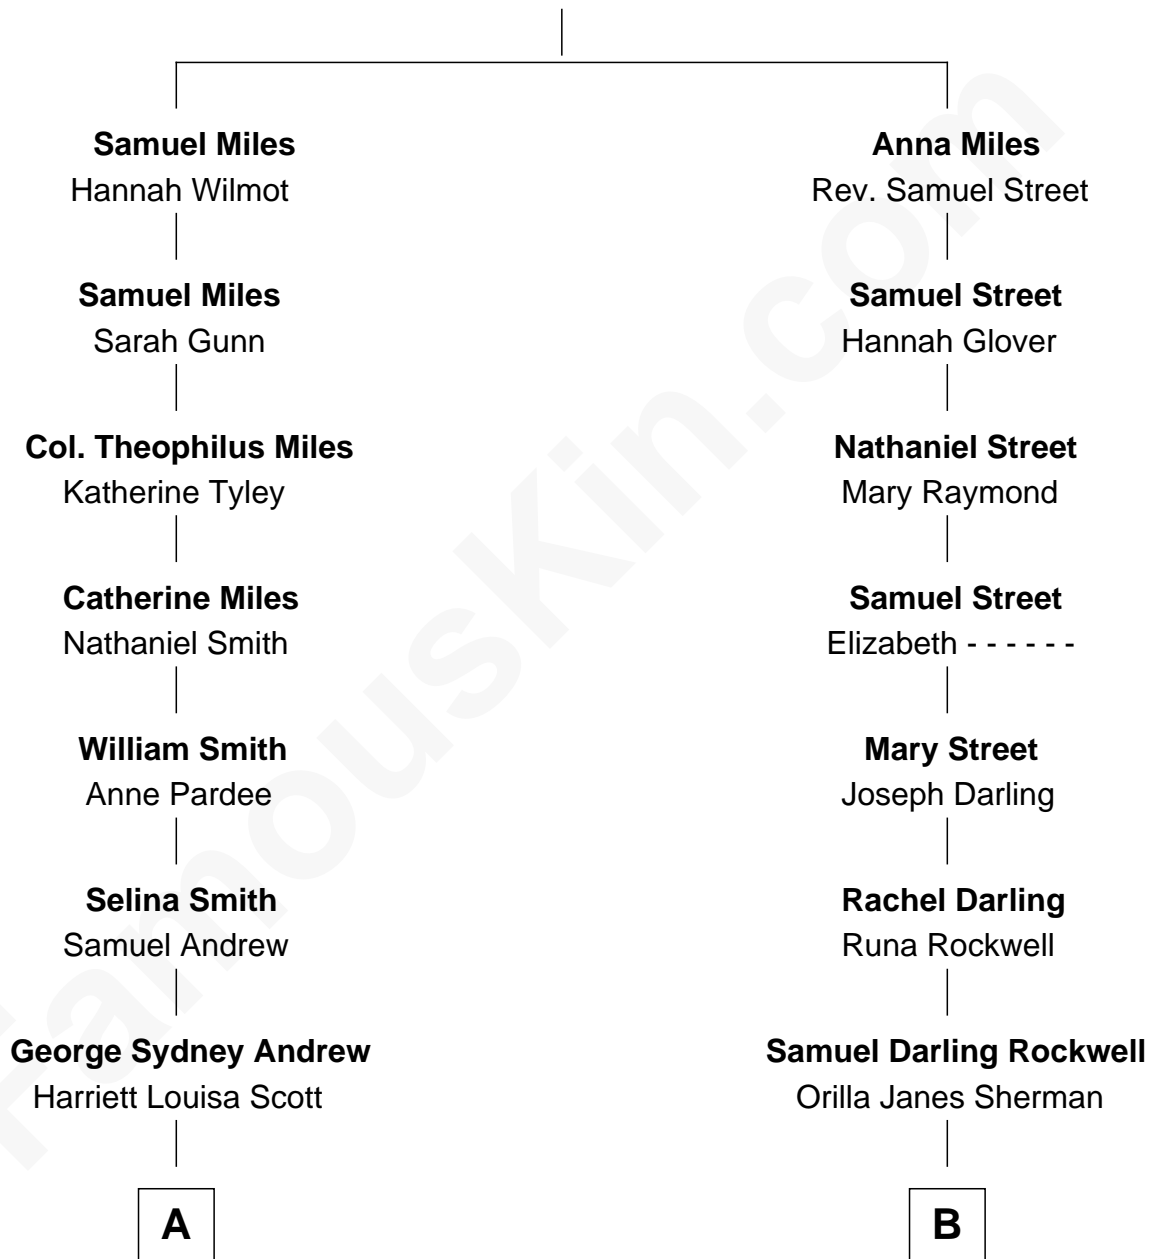 Samuel Miles
Hannah Wilmot
Samuel Miles
Sarah Gunn
Col. Theophilus Miles
Katherine Tyley
Catherine Miles
Nathaniel Smith
William Smith
Anne Pardee
Selina Smith
Samuel Andrew
George Sydney Andrew
Harriett Louisa Scott
A
Anna Miles
Rev. Samuel Street
Samuel Street
Hannah Glover
Nathaniel Street
Mary Raymond
Samuel Street
Elizabeth - - - - - -
Mary Street
Joseph Darling
Rachel Darling
Runa Rockwell
Samuel Darling Rockwell
Orilla Janes Sherman
B
FamousKin.com